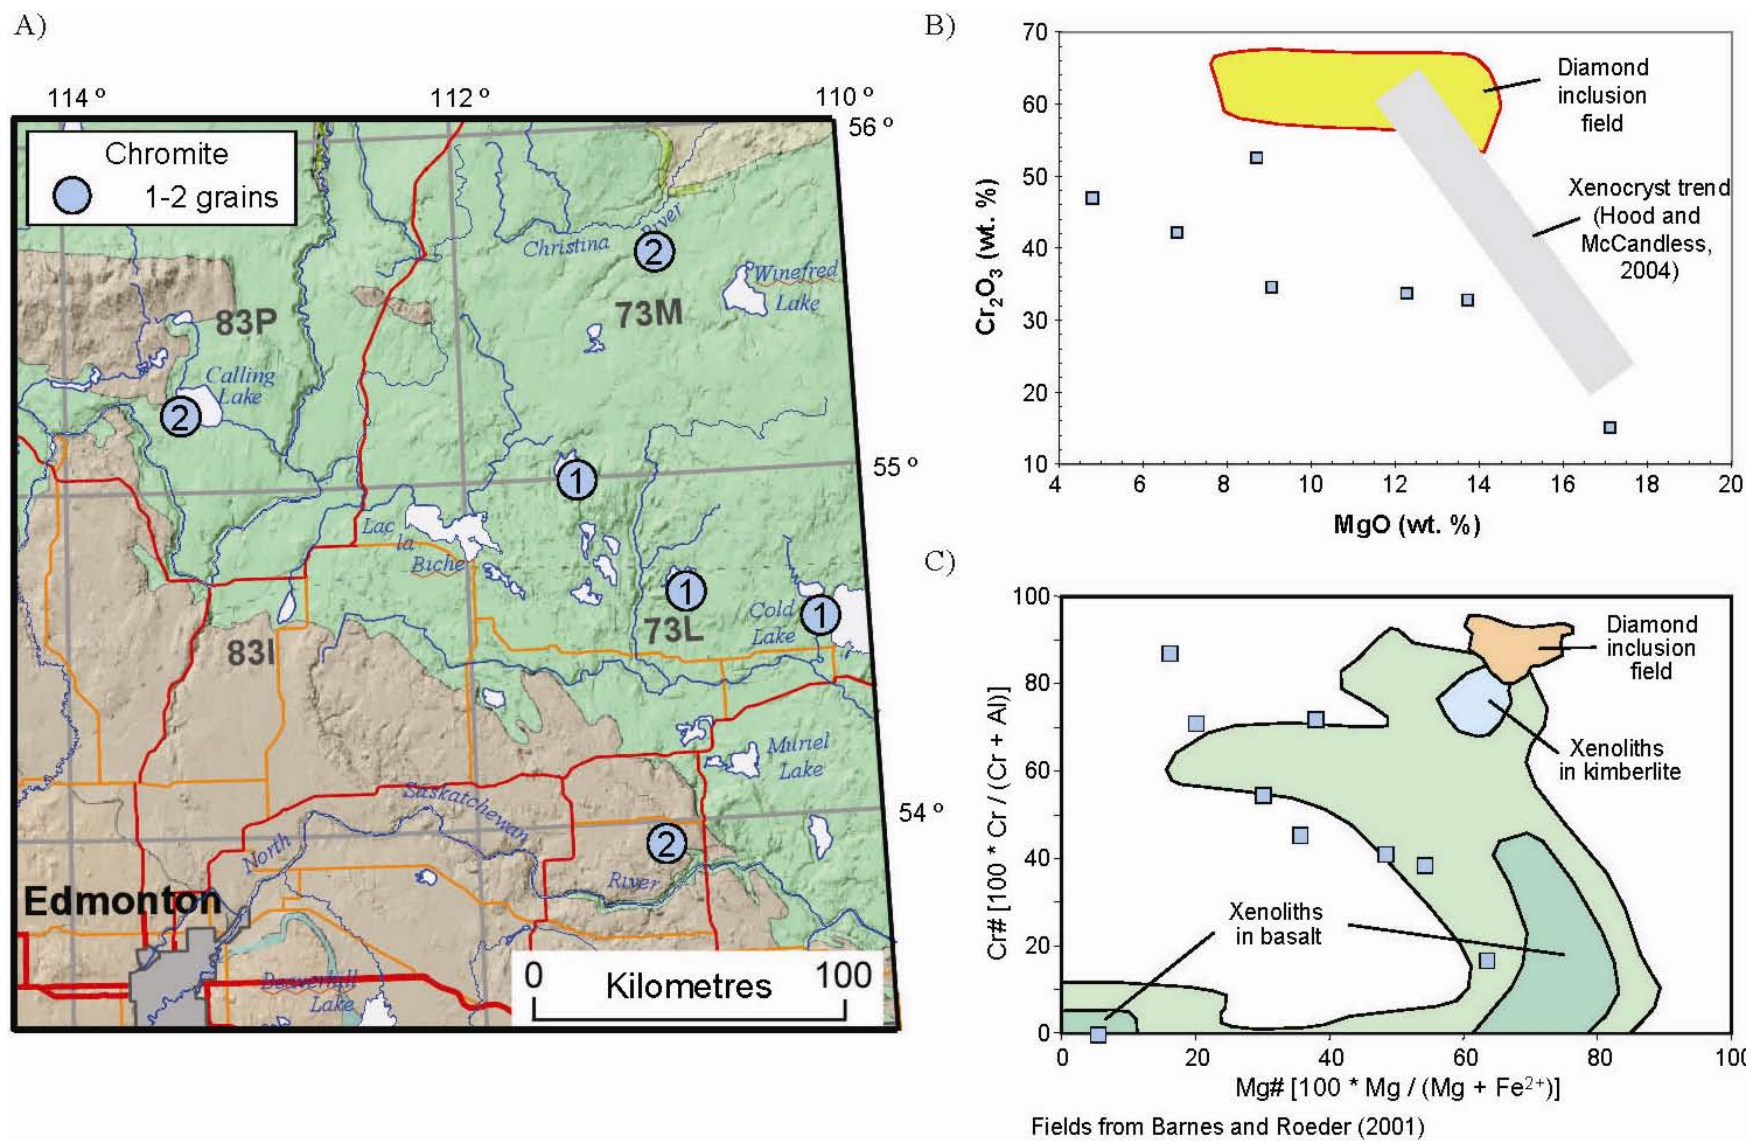 A)
114 º
112 º
110 º
56 º
Chromite
1-2 grains
Christina
River
2
Winefred
Lake
83P
73M
Calling
Lake
2
1
55 º
Lac
la
Biche
1
Cold
Lake
1
73L
83I
Muriel
Lake
54 º
Saskatchewan
North
2
River
Edmonton
Beaverhill
Lake
0
Kilometres
100
B)
70
60
50
40
30
20
10
Cr2O3 (wt. %)
Diamond
inclusion
field
Xenocryst trend
(Hood and
McCandless,
2004)
4 6 8 10 12 14 16 18 20
MgO (wt. %)
C)
100
80
60
40
20
0
Cr# [100 * Cr / (Cr + Al)]
Diamond
inclusion
field
Xenoliths
in kimberlite
Xenoliths
in basalt
0 20 40 60 80 100
Mg# [100 * Mg / (Mg + Fe2+)]
Fields from Barnes and Roeder (2001)